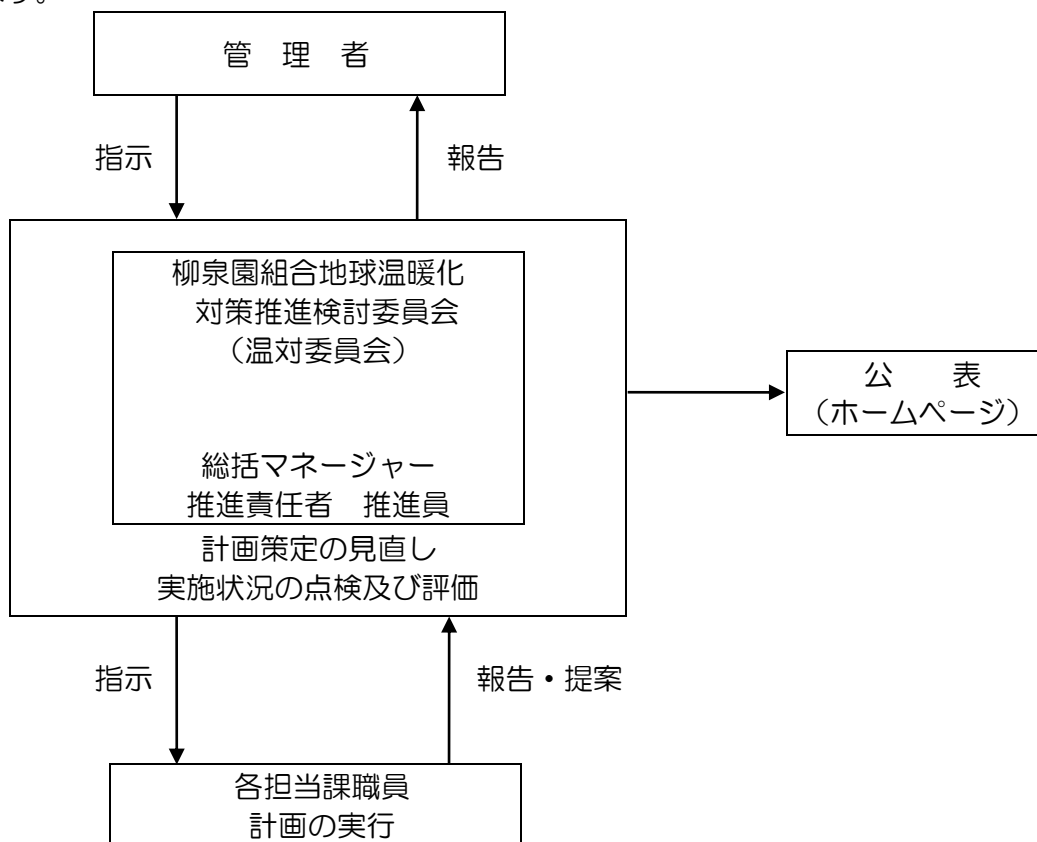 す。
管　理　者
指示
報告
柳泉園組合地球温暖化
対策推進検討委員会
（温対委員会）
公　　表
（ホームページ）
総括マネージャー
推進責任者　推進員
計画策定の見直し
実施状況の点検及び評価
指示
報告・提案
各担当課職員
計画の実行